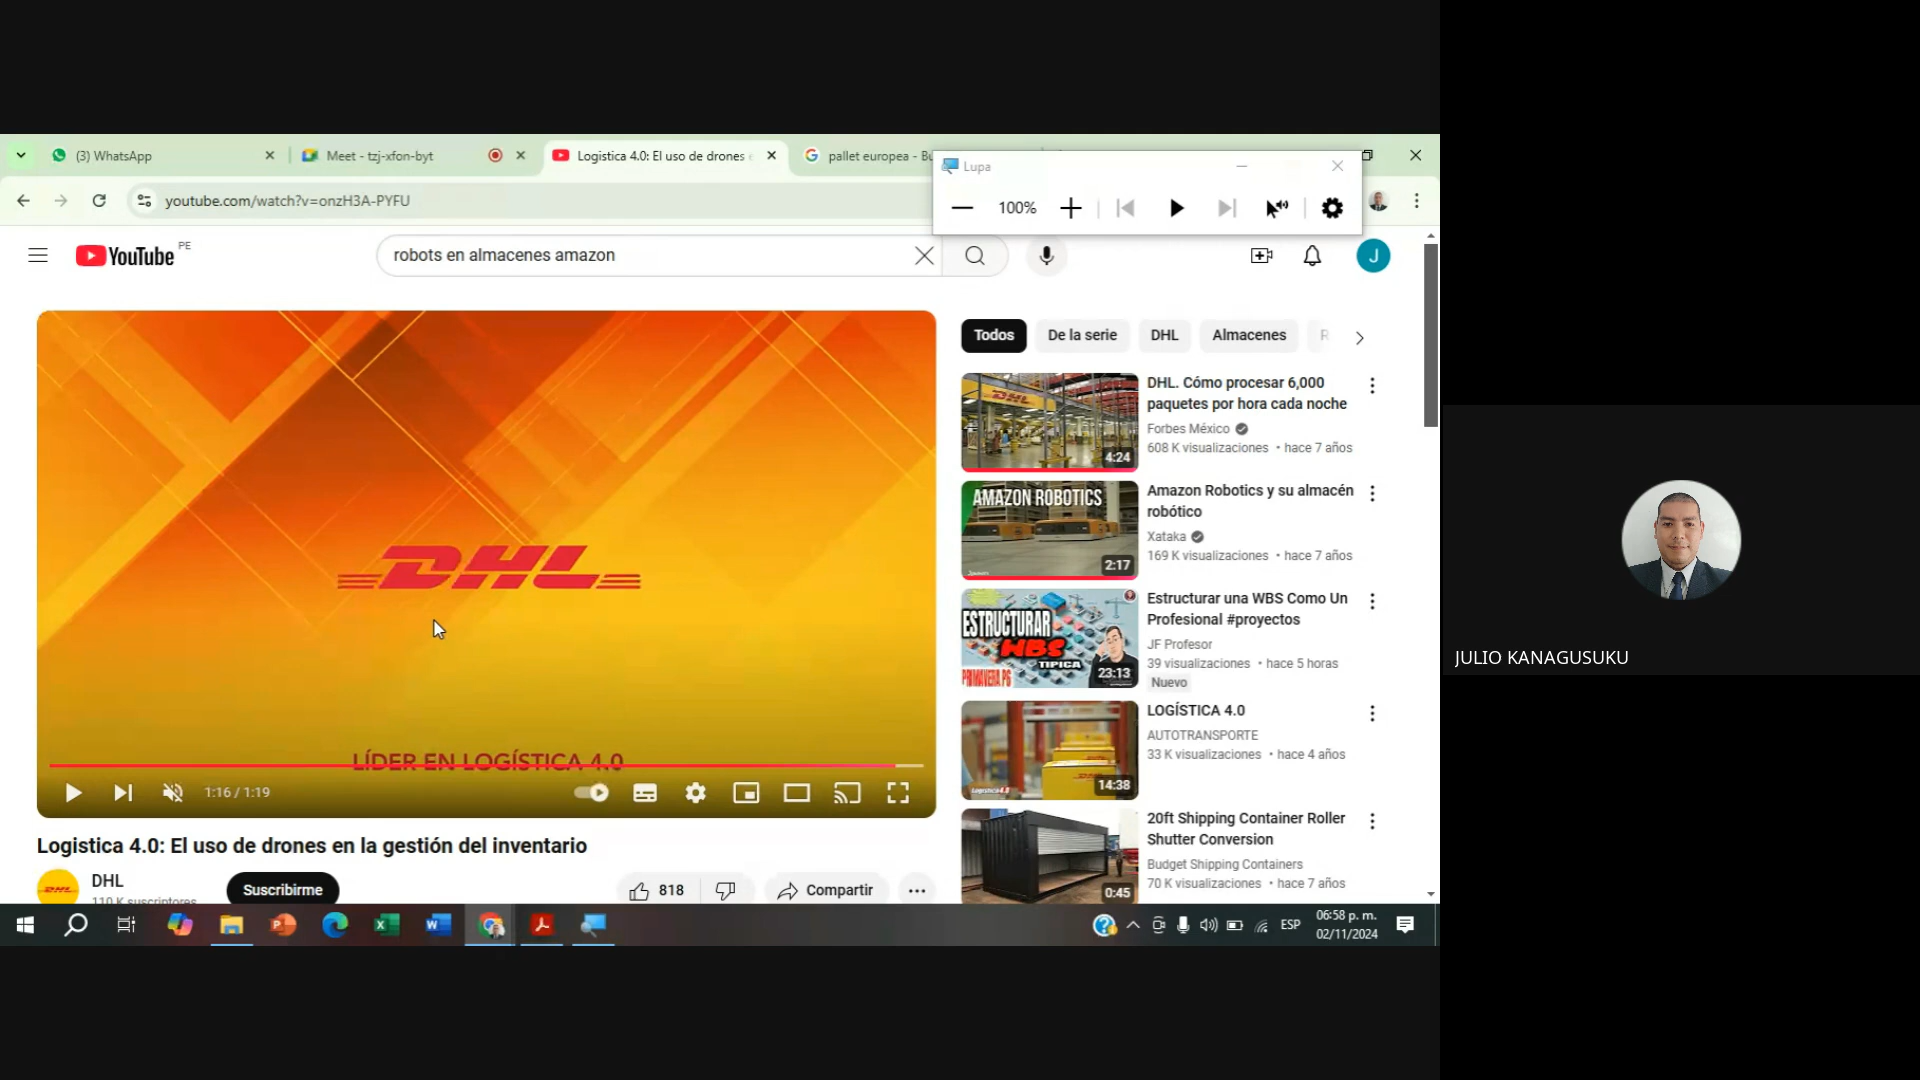 (3) WhatsApp
Meet - tzj-xfon-byt
Logistica 4.0: El uso de drones
pallet europea - Bu
Lupa
youtube.com/watch?v=onzH3A-PYFU
100%
YouTube PE
robots en almacenes amazon
J
Todos
De la serie
DHL
Almacenes
R
DHL. Cómo procesar 6,000
paquetes por hora cada noche
Forbes México
608 K visualizaciones • hace 7 años
DHL
4:24
Amazon Robotics y su almacén
robótico
Xataka
169 K visualizaciones • hace 7 años
AMAZON ROBOTICS
2:17
Estructurar una WBS Como Un
Profesional #proyectos
JF Profesor
39 visualizaciones • hace 5 horas
Nuevo
ESTRUCTURAR
WBS
TIPICA
PRIMAVERA P6
23:13
LOGÍSTICA 4.0
AUTOTRANSPORTE
33 K visualizaciones • hace 4 años
14:38
20ft Shipping Container Roller
Shutter Conversion
Budget Shipping Containers
70 K visualizaciones • hace 7 años
0:45
DHL
LÍDER EN LOGÍSTICA 4.0
1:16 / 1:19
Logistica 4.0: El uso de drones en la gestión del inventario
DHL
110 K suscriptores
Suscribirme
818
Compartir
ESP
06:58 p. m.
02/11/2024
JULIO KANAGUSUKU